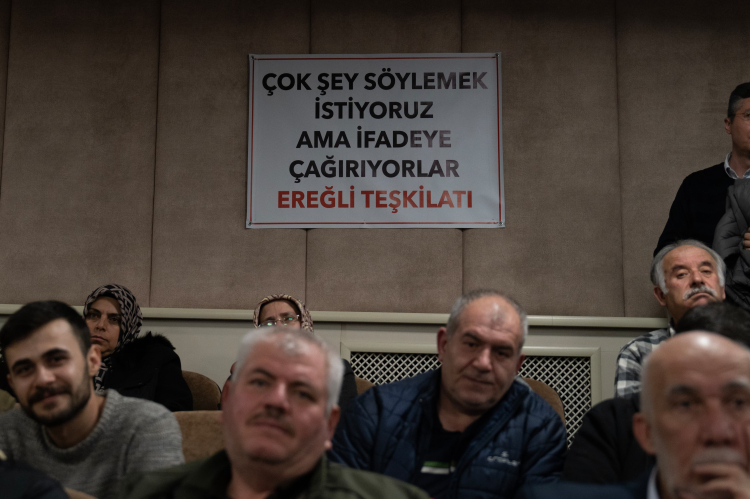 ÇOK ŞEY SÖYLEMEK
İSTİYORUZ
AMA İFADEYE
ÇAĞIRIYORLAR
EREĞLİ TEŞKİLATI